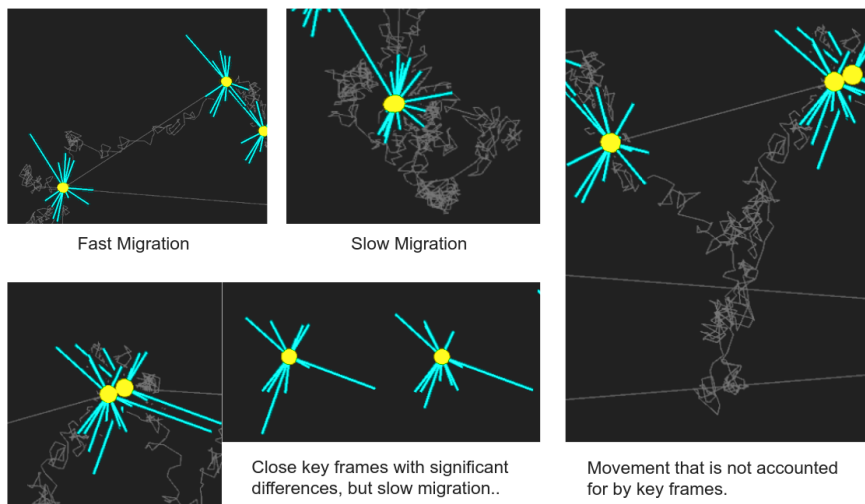 Fast Migration
Slow Migration
Close key frames with significant
differences, but slow migration..
Movement that is not accounted
for by key frames.